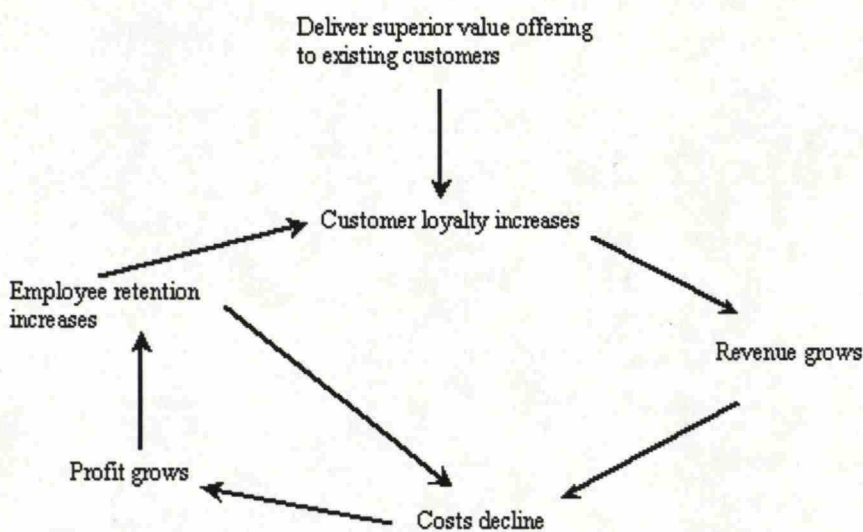 Deliver superior value offering
to existing customers
Customer loyalty increases
Employee retention
increases
Revenue grows
Profit grows
Costs decline